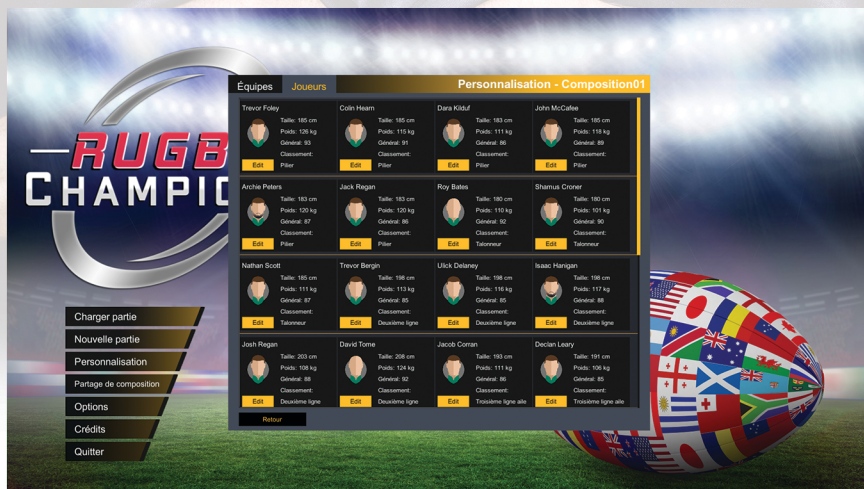 RUGB
CHAMPIO
Équipes
Joueurs
Personnalisation - Composition01
Trevor Foley
Taille: 185 cm
Poids: 126 kg
Général: 93
Classement:
Edit
Pilier
Colin Hearn
Taille: 185 cm
Poids: 115 kg
Général: 91
Classement:
Edit
Pilier
Dara Kilduf
Taille: 183 cm
Poids: 111 kg
Général: 86
Classement:
Edit
Pilier
John McCafee
Taille: 185 cm
Poids: 118 kg
Général: 89
Classement:
Edit
Pilier
Archie Peters
Taille: 183 cm
Poids: 120 kg
Général: 87
Classement:
Edit
Pilier
Jack Regan
Taille: 183 cm
Poids: 120 kg
Général: 86
Classement:
Edit
Pilier
Roy Bates
Taille: 180 cm
Poids: 110 kg
Général: 92
Classement:
Edit
Talonneur
Shamus Croner
Taille: 180 cm
Poids: 101 kg
Général: 90
Classement:
Edit
Talonneur
Nathan Scott
Taille: 185 cm
Poids: 111 kg
Général: 87
Classement:
Edit
Talonneur
Trevor Bergin
Taille: 198 cm
Poids: 113 kg
Général: 85
Classement:
Edit
Deuxième ligne
Ulick Delaney
Taille: 198 cm
Poids: 116 kg
Général: 85
Classement:
Edit
Deuxième ligne
Isaac Hanigan
Taille: 198 cm
Poids: 117 kg
Général: 88
Classement:
Edit
Deuxième ligne
Josh Regan
Taille: 203 cm
Poids: 108 kg
Général: 88
Classement:
Edit
Deuxième ligne
David Tome
Taille: 208 cm
Poids: 124 kg
Général: 92
Classement:
Edit
Deuxième ligne
Jacob Corran
Taille: 193 cm
Poids: 111 kg
Général: 86
Classement:
Edit
Troisième ligne aile
Declan Leary
Taille: 191 cm
Poids: 106 kg
Général: 85
Classement:
Edit
Troisième ligne aile
Retour
Charger partie
Nouvelle partie
Personnalisation
Partage de composition
Options
Crédits
Quitter